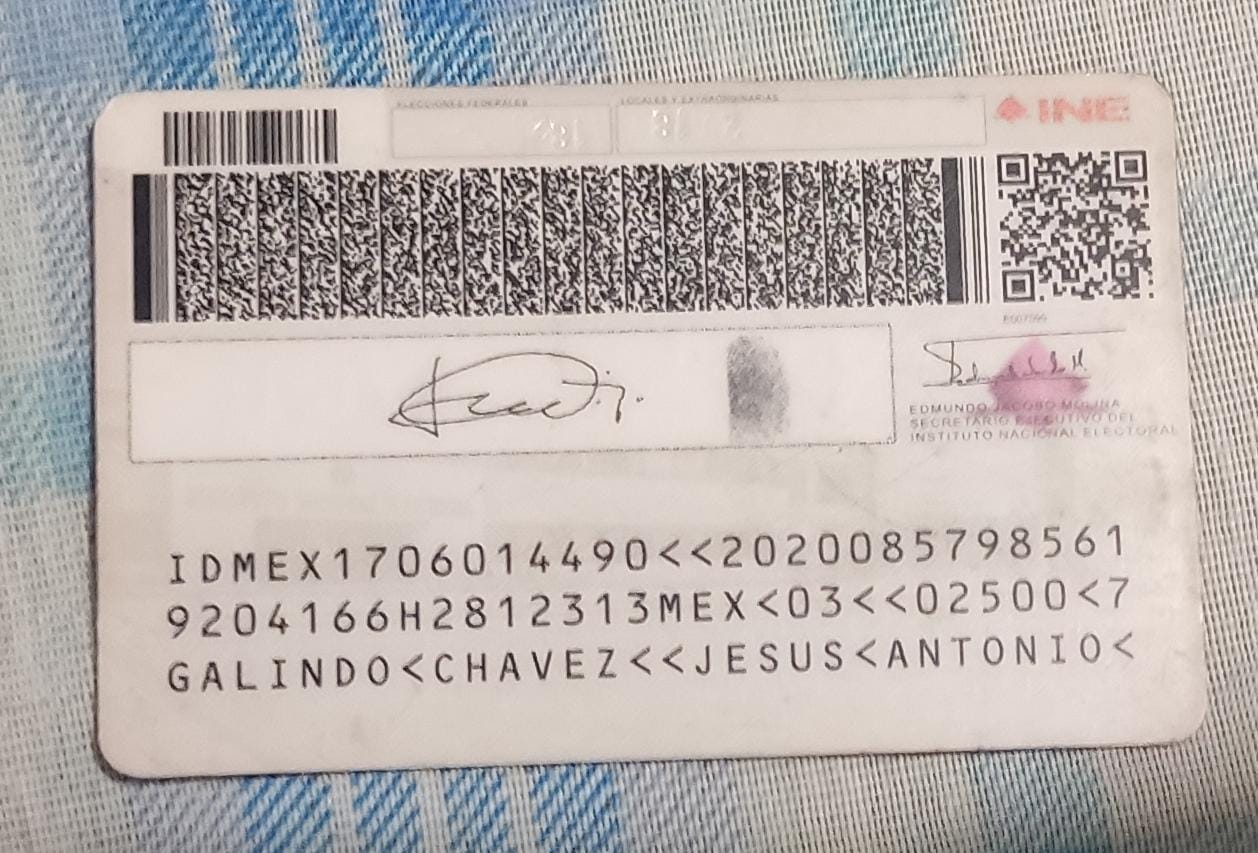 ELECCIONES FEDERALES
LOCALES Y EXTRAORDINARIAS
INE
EDMUNDO JACOBO MOLINA
SECRETARIO EJECUTIVO DEL
INSTITUTO NACIONAL ELECTORAL
IDMEX1706014490<<2020085798561
9204166H2812313MEX<03<<02500<7
GALINDO<CHAVEZ<<JESUS<ANTONIO<